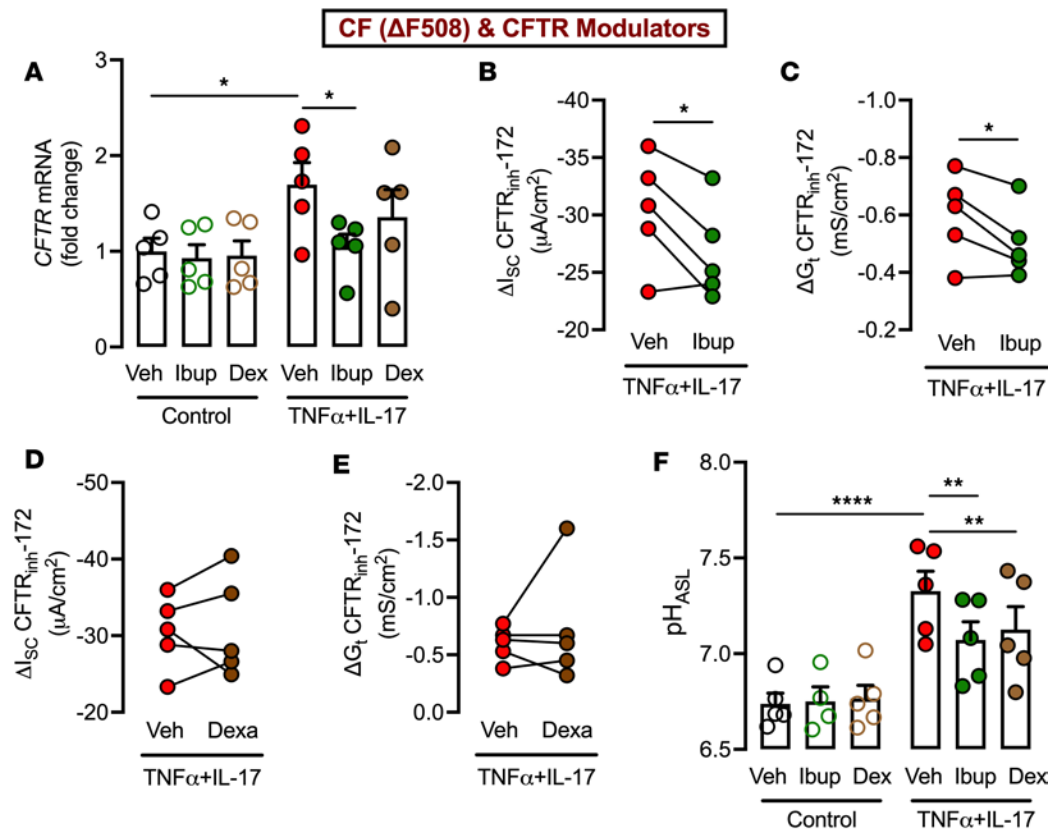 CF (ΔF508) & CFTR Modulators
A
CFTR mRNA
(fold change)
3
2
1
0
*
*
Veh Ibup Dex Veh Ibup Dex
Control TNFα+IL-17
B
ΔISC CFTRinh-172
(μA/cm2)
-40
-35
-30
-25
-20
*
Veh Ibup
TNFα+IL-17
C
ΔGt CFTRinh-172
(mS/cm2)
-1.0
-0.8
-0.6
-0.4
-0.2
*
Veh Ibup
TNFα+IL-17
D
ΔISC CFTRinh-172
(μA/cm2)
-50
-40
-30
-20
Veh Dexa
TNFα+IL-17
E
ΔGt CFTRinh-172
(mS/cm2)
-2.0
-1.5
-1.0
-0.5
0.0
Veh Dexa
TNFα+IL-17
F
pHASL
8.0
7.5
7.0
6.5
****
**
**
Veh Ibup Dex Veh Ibup Dex
Control TNFα+IL-17